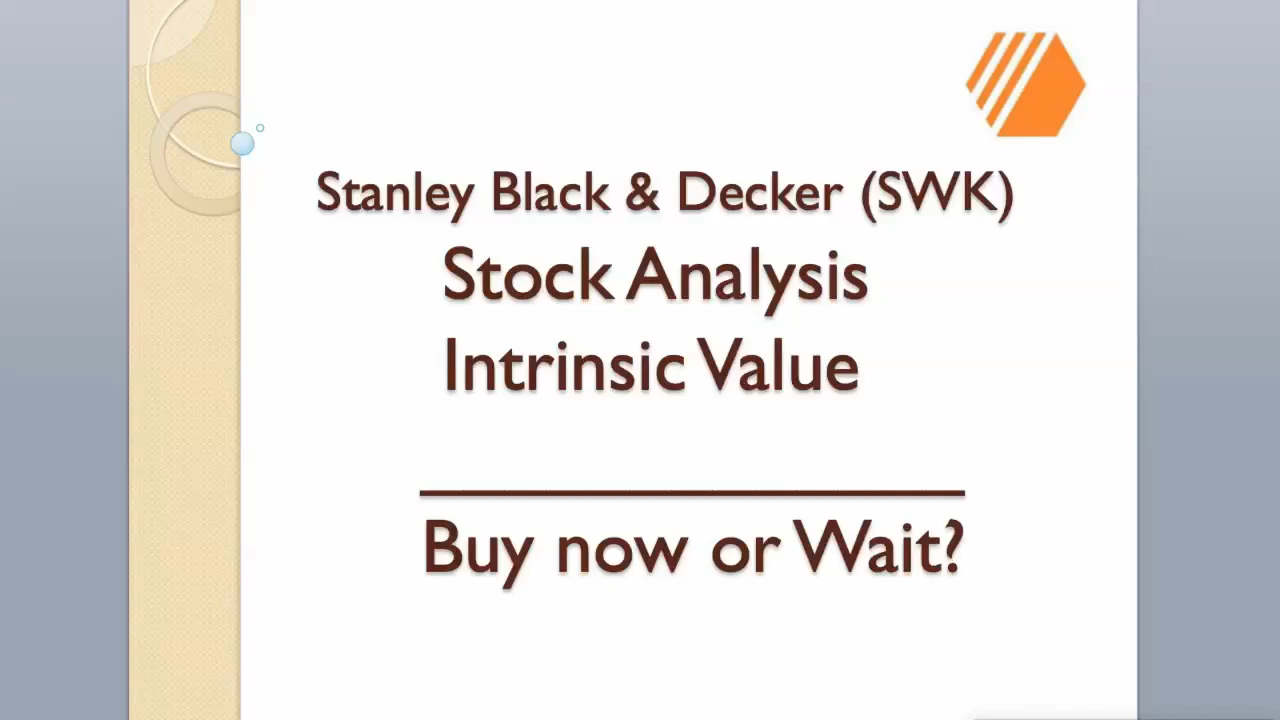 Stanley Black & Decker (SWK)
Stock Analysis
Intrinsic Value
Buy now or Wait?